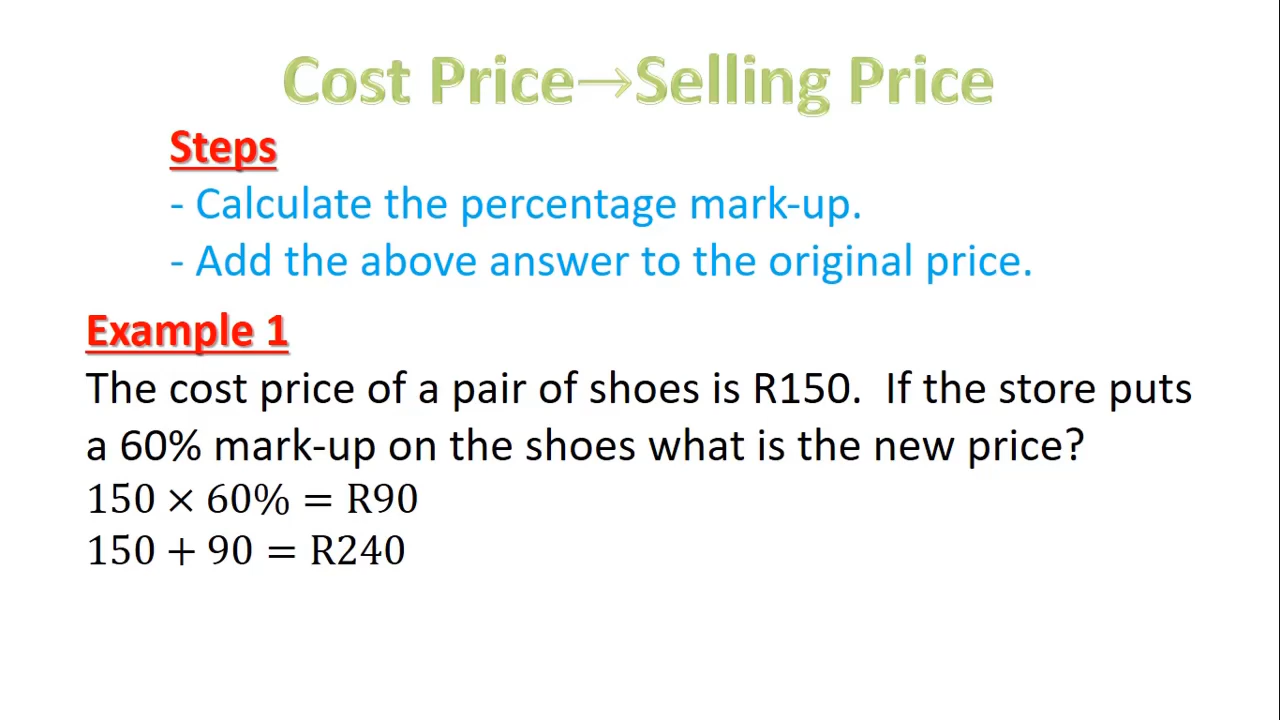 Cost Price→Selling Price
Steps
- Calculate the percentage mark-up.
- Add the above answer to the original price.
Example 1
The cost price of a pair of shoes is R150.  If the store puts
a 60% mark-up on the shoes what is the new price?
150 × 60% = R90
150 + 90 = R240